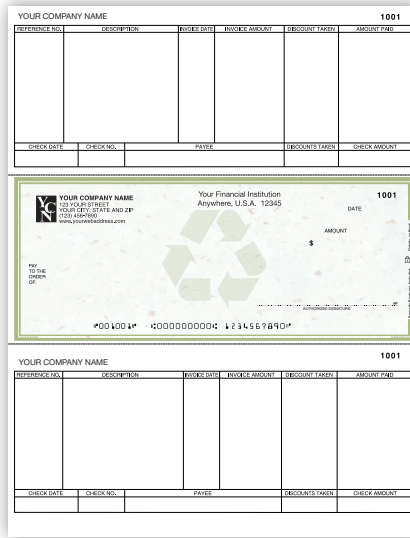 YOUR COMPANY NAME 1001
REFERENCE NO. DESCRIPTION INVOICE DATE INVOICE AMOUNT DISCOUNT TAKEN AMOUNT PAID
CHECK DATE CHECK NO. PAYEE DISCOUNTS TAKEN CHECK AMOUNT
YCN
YOUR COMPANY NAME
123 YOUR STREET
YOUR CITY, STATE AND ZIP
(123) 456-7890
www.yourwebaddress.com
Your Financial Institution
Anywhere, U.S.A. 12345
1001
DATE
AMOUNT
$
PAY
TO THE
ORDER
OF:
AUTHORIZED SIGNATURE
⑈001001⑈ ⑆000000000⑆ 1234567890⑈
YOUR COMPANY NAME 1001
REFERENCE NO. DESCRIPTION INVOICE DATE INVOICE AMOUNT DISCOUNT TAKEN AMOUNT PAID
CHECK DATE CHECK NO. PAYEE DISCOUNTS TAKEN CHECK AMOUNT